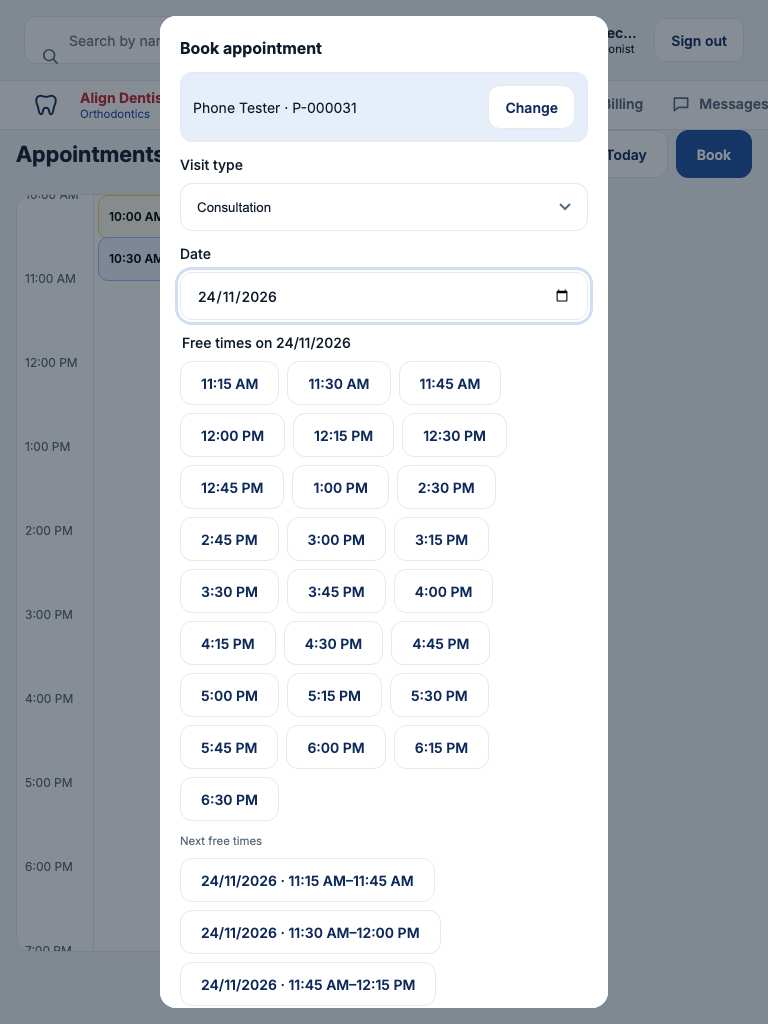 Book appointment
Phone Tester · P-000031
Change
Visit type
Consultation
Date
24/11/2026
Free times on 24/11/2026
11:15 AM 11:30 AM 11:45 AM
12:00 PM 12:15 PM 12:30 PM
12:45 PM 1:00 PM 2:30 PM
2:45 PM 3:00 PM 3:15 PM
3:30 PM 3:45 PM 4:00 PM
4:15 PM 4:30 PM 4:45 PM
5:00 PM 5:15 PM 5:30 PM
5:45 PM 6:00 PM 6:15 PM
6:30 PM
Next free times
24/11/2026 · 11:15 AM–11:45 AM
24/11/2026 · 11:30 AM–12:00 PM
24/11/2026 · 11:45 AM–12:15 PM
Search by
Sign out
Align
Orthodontics
Messages
Appointments
Today
Book
10:00 AM
10:30 AM
11:00 AM
12:00 PM
1:00 PM
2:00 PM
3:00 PM
4:00 PM
5:00 PM
6:00 PM
7:00 PM